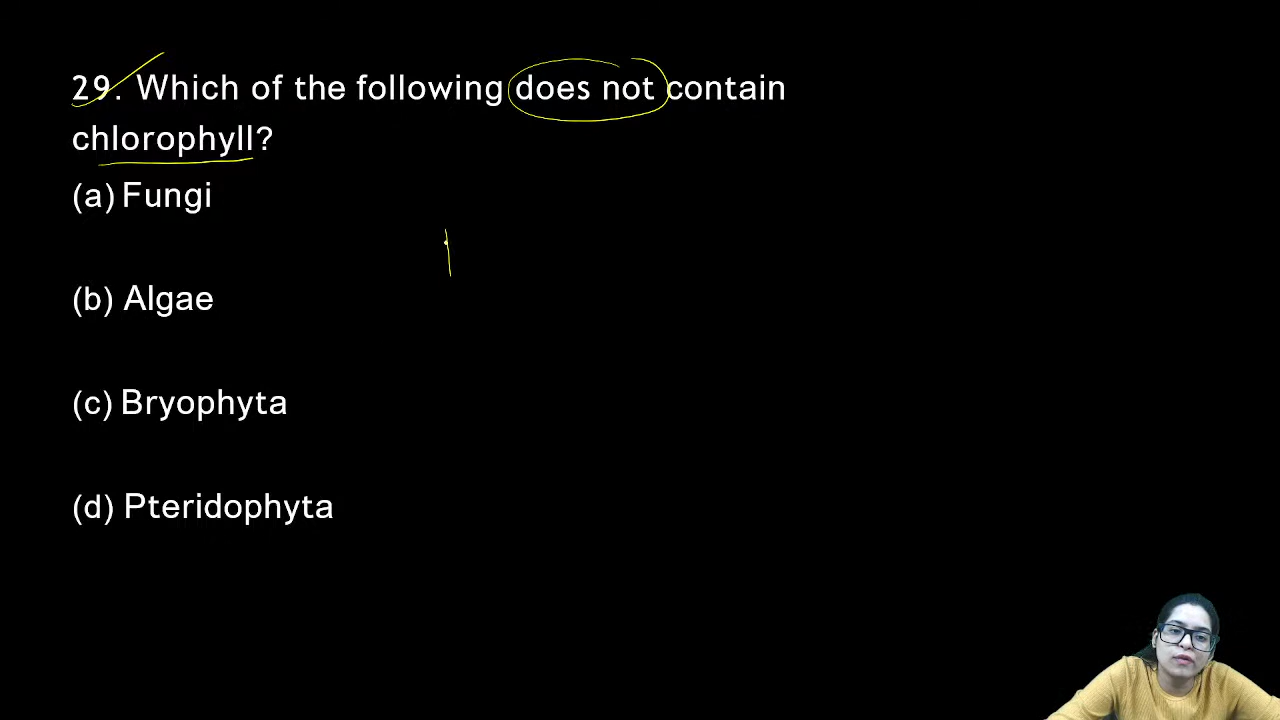 29. Which of the following does not contain
chlorophyll?
(a) Fungi
(b) Algae
(c) Bryophyta
(d) Pteridophyta